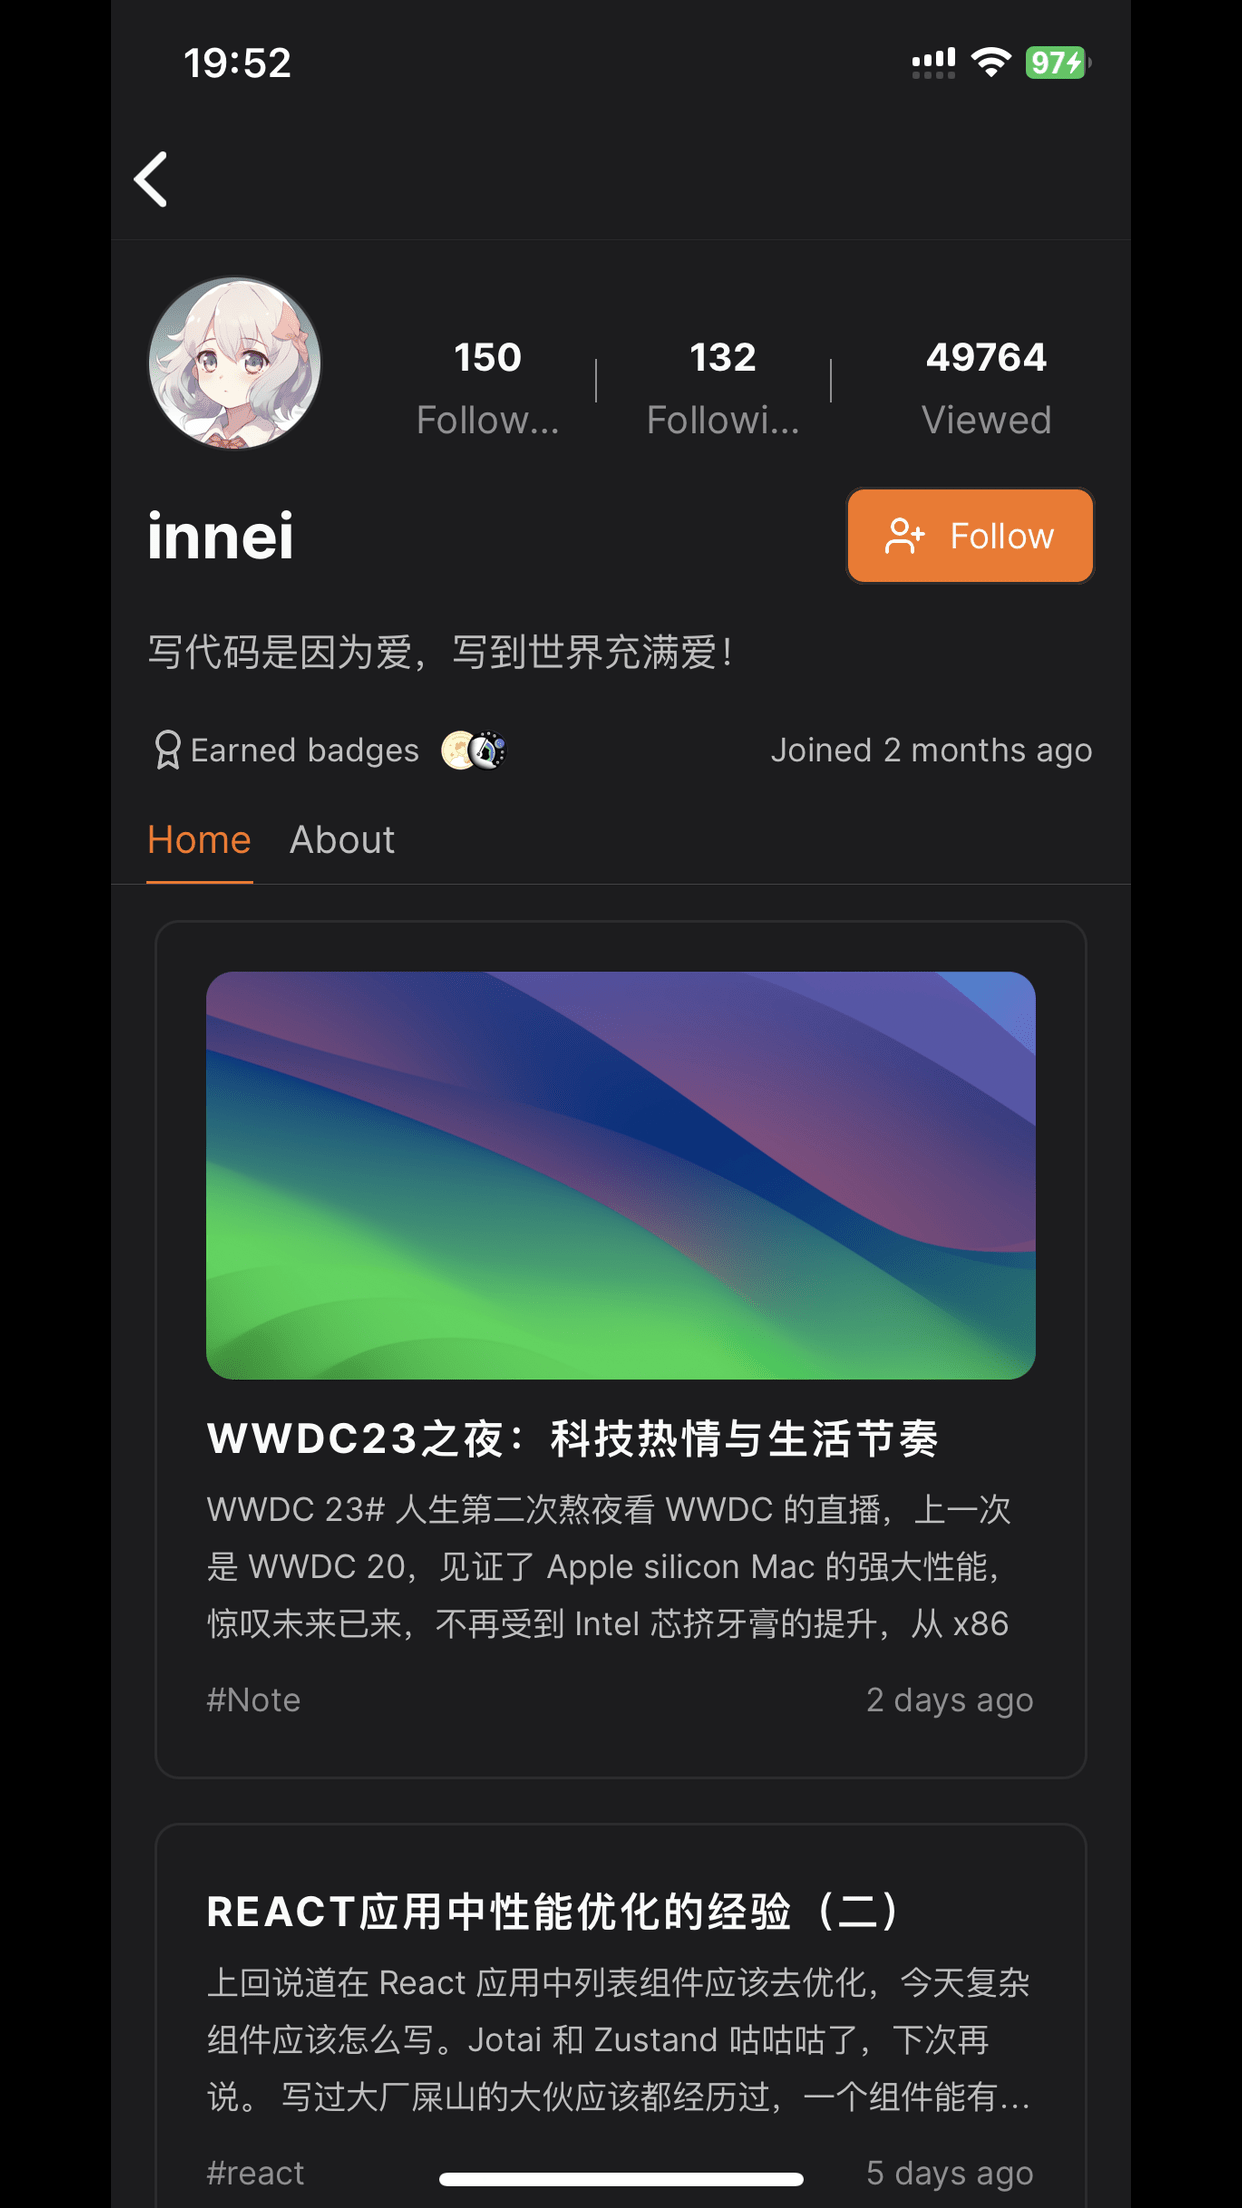 19:52
97
150
132
49764
Follow...
Followi...
Viewed
innei
Follow
写代码是因为爱，写到世界充满爱！
Earned badges
Joined 2 months ago
Home
About
WWDC23之夜：科技热情与生活节奏
WWDC 23# 人生第二次熬夜看 WWDC 的直播，上一次
是 WWDC 20，见证了 Apple silicon Mac 的强大性能，
惊叹未来已来，不再受到 Intel 芯挤牙膏的提升，从 x86
#Note
2 days ago
REACT应用中性能优化的经验（二）
上回说道在 React 应用中列表组件应该去优化，今天复杂
组件应该怎么写。Jotai 和 Zustand 咕咕咕了，下次再
说。 写过大厂屎山的大伙应该都经历过，一个组件能有...
#react
5 days ago